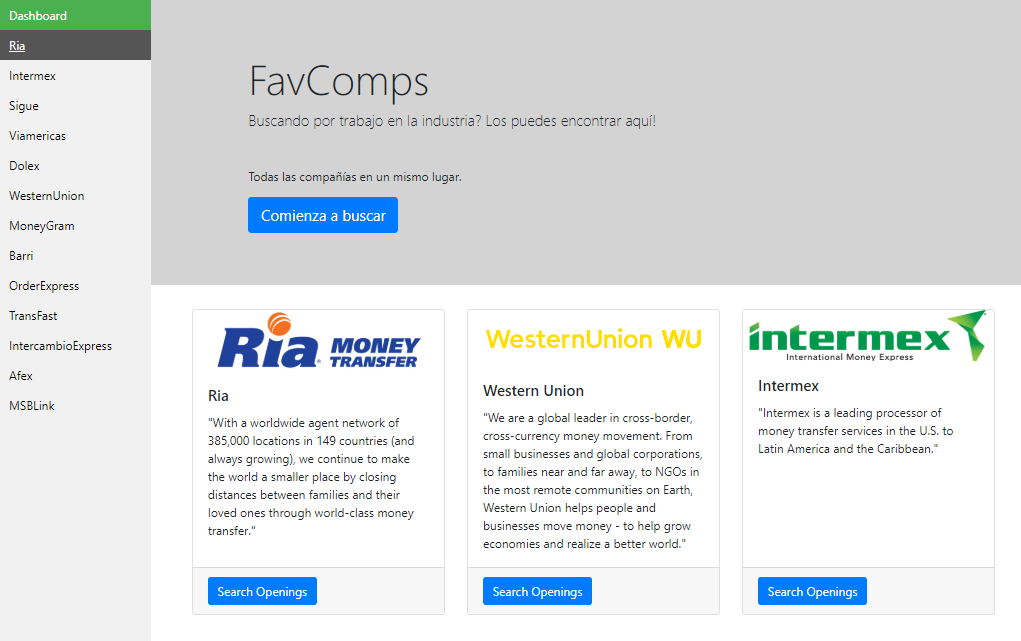 Dashboard
Ria
Intermex
Sigue
Viamericas
Dolex
WesternUnion
MoneyGram
Barri
OrderExpress
TransFast
IntercambioExpress
Afex
MSBLink
FavComps
Buscando por trabajo en la industria? Los puedes encontrar aquí!
Todas las compañías en un mismo lugar.
Comienza a buscar
Ria MONEY
TRANSFER
Ria
"With a worldwide agent network of
385,000 locations in 149 countries (and
always growing), we continue to make
the world a smaller place by closing
distances between families and their
loved ones through world-class money
transfer."
Search Openings
WesternUnion WU
Western Union
"We are a global leader in cross-border,
cross-currency money movement. From
small businesses and global corporations,
to families near and far away, to NGOs in
the most remote communities on Earth,
Western Union helps people and
businesses move money - to help grow
economies and realize a better world."
Search Openings
intermex
International Money Express
Intermex
"Intermex is a leading processor of
money transfer services in the U.S. to
Latin America and the Caribbean."
Search Openings